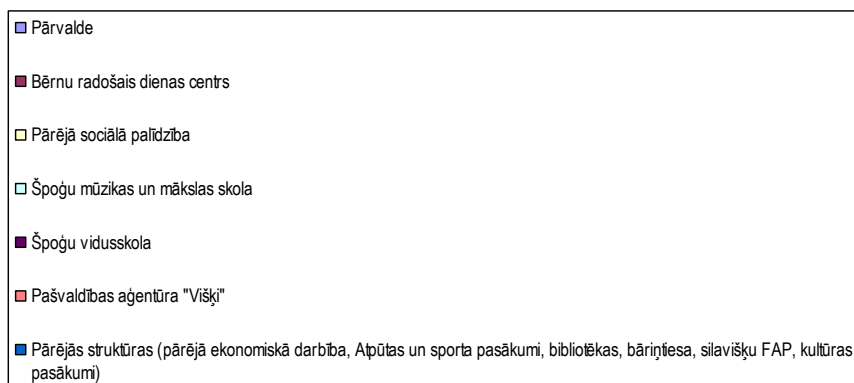 Pārvalde
Bērnu radošais dienas centrs
Pārējā sociālā palīdzība
Špoģu mūzikas un mākslas skola
Špoģu vidusskola
Pašvaldības aģentūra "Višķi"
Pārējās struktūras (pārējā ekonomiskā darbība, Atpūtas un sporta pasākumi, bibliotēkas, bāriņtiesa, silavišķu FAP, kultūras
pasākumi)